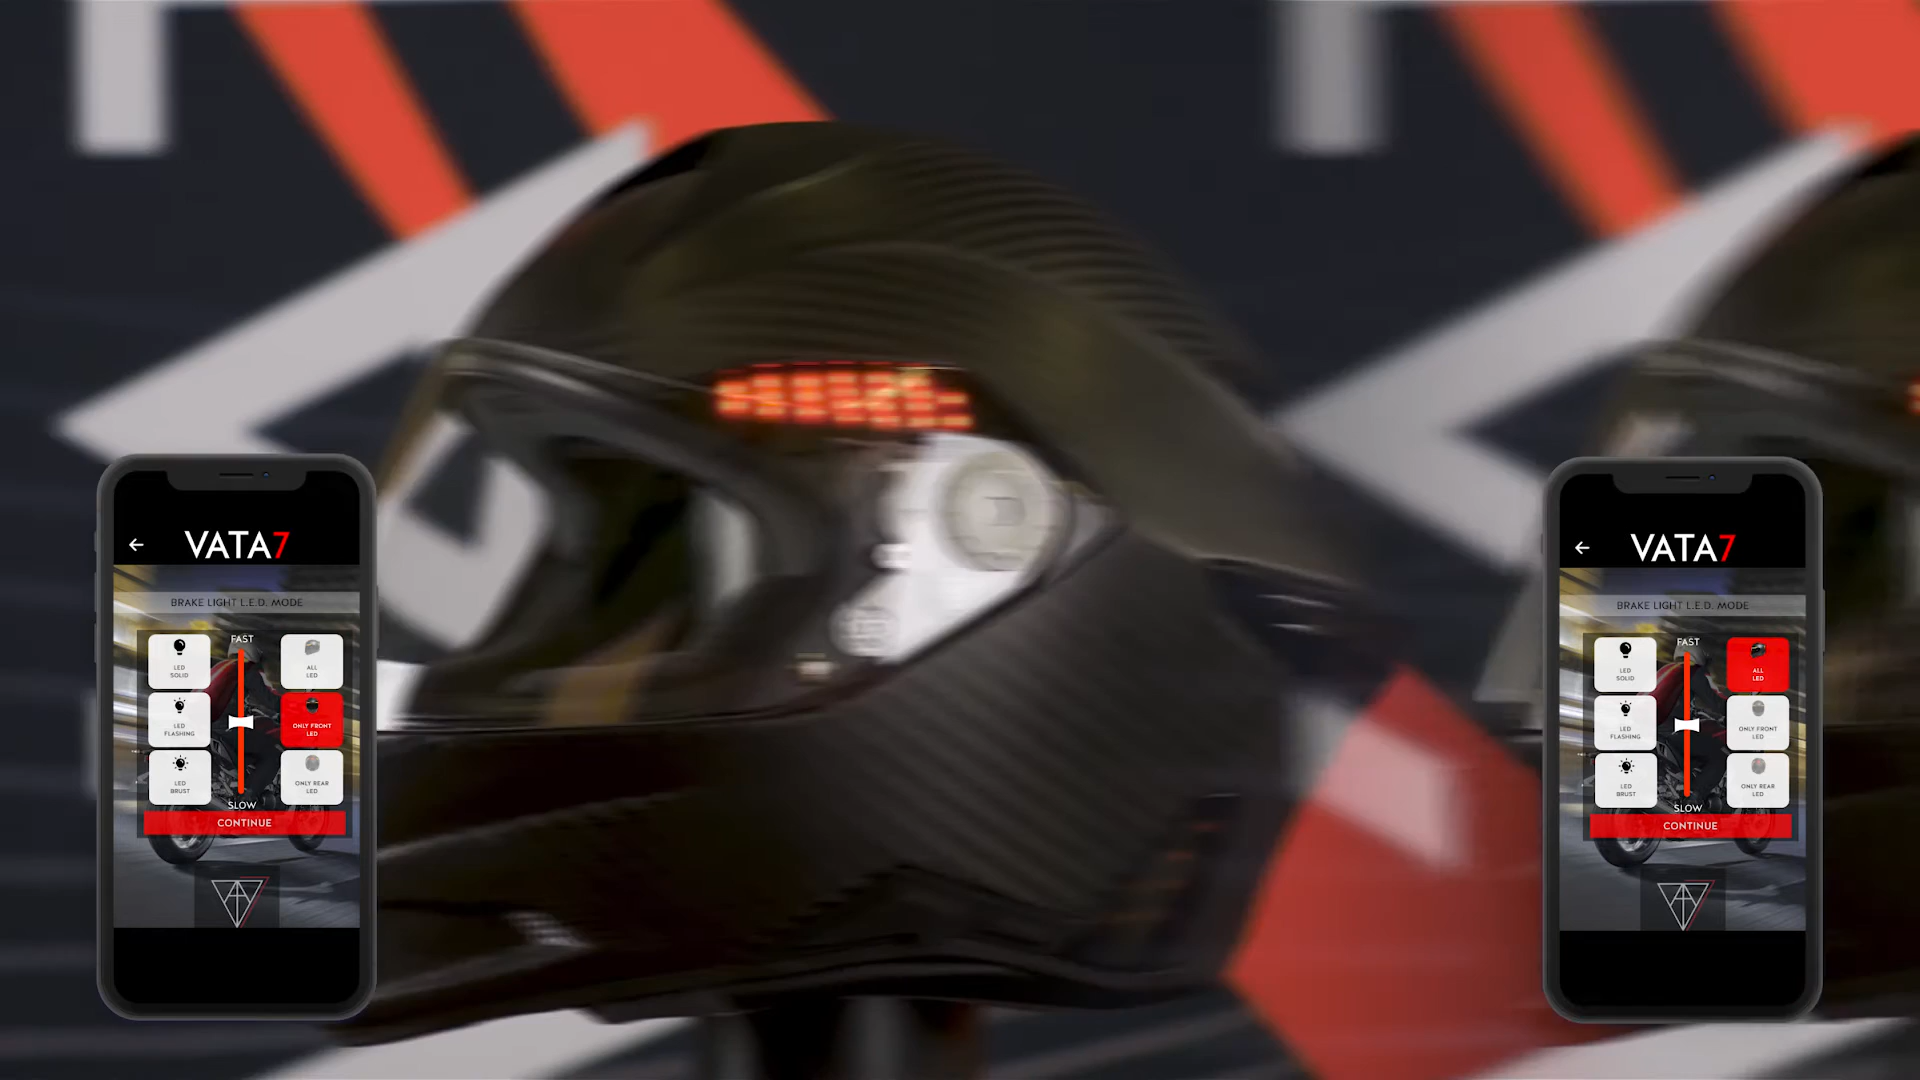 VATA7
BRAKE LIGHT L.E.D. MODE
FAST
LED
SOLID
ALL
LED
LED
FLASHING
ONLY FRONT
LED
LED
BRUST
ONLY REAR
LED
SLOW
CONTINUE
VATA7
BRAKE LIGHT L.E.D. MODE
FAST
LED
SOLID
ALL
LED
LED
FLASHING
ONLY FRONT
LED
LED
BRUST
ONLY REAR
LED
SLOW
CONTINUE